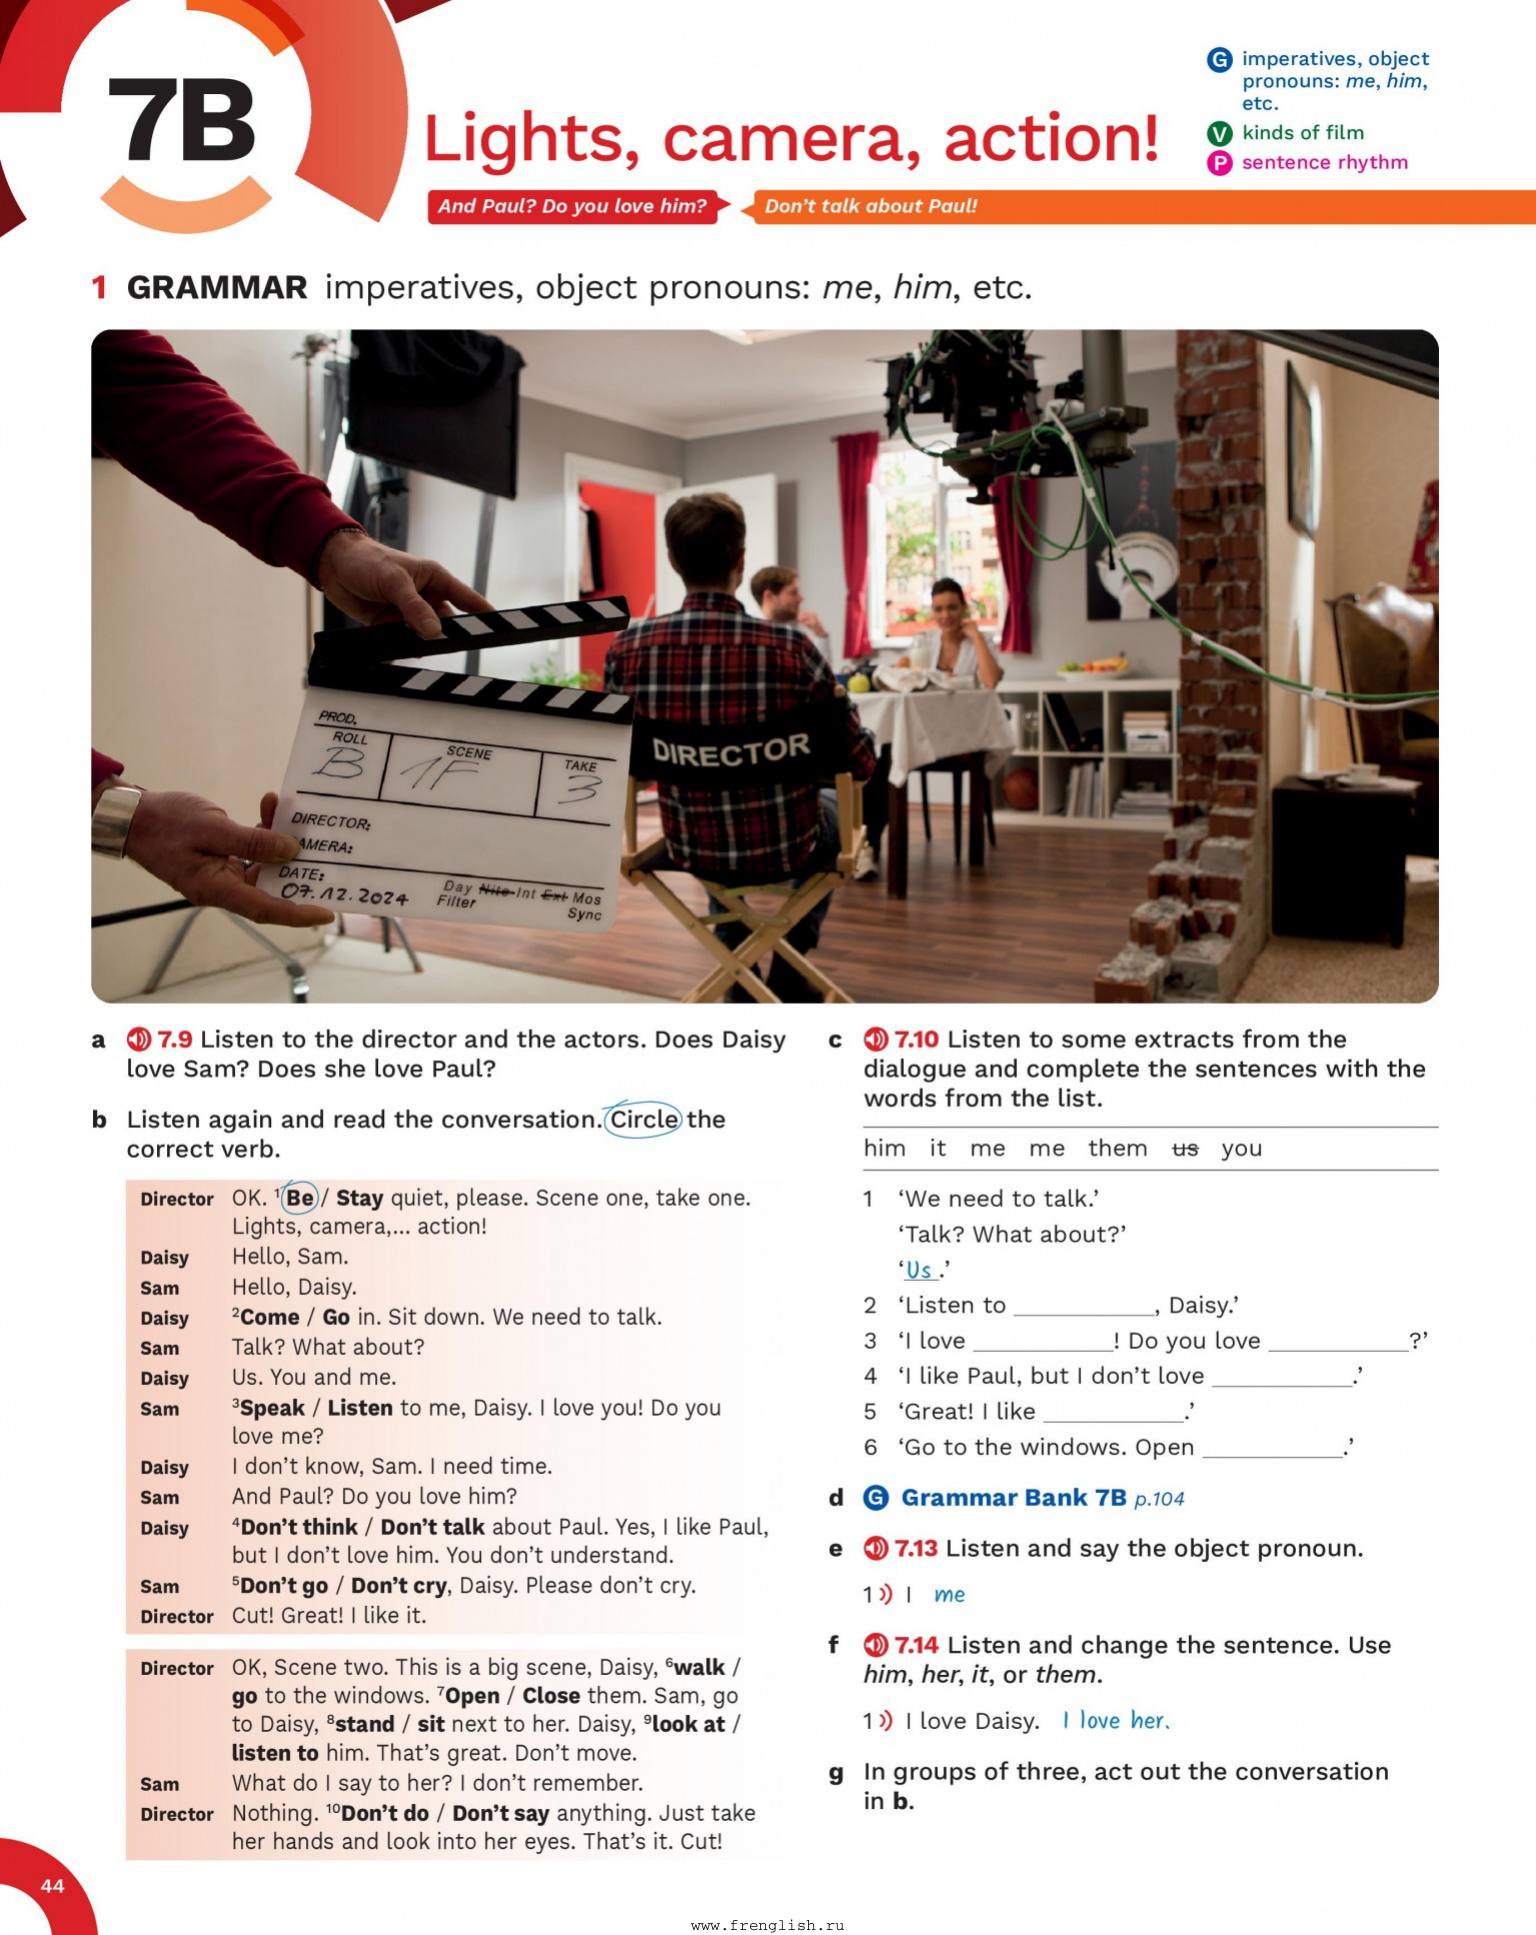 7B
Lights, camera, action!
G imperatives, object
pronouns: me, him,
etc.
V kinds of film
P sentence rhythm
And Paul? Do you love him?
Don't talk about Paul!
1 GRAMMAR imperatives, object pronouns: me, him, etc.
PROD.
ROLL
B
SCENE
1F
TAKE
3
DIRECTOR:
AMERA:
DATE:
07.12.2024
Day Nite Int Ext Mos
Filter Sync
DIRECTOR
a 7.9 Listen to the director and the actors. Does Daisy
love Sam? Does she love Paul?
b Listen again and read the conversation. Circle the
correct verb.
Director OK. ¹Be / Stay quiet, please. Scene one, take one.
Lights, camera,… action!
Daisy Hello, Sam.
Sam Hello, Daisy.
Daisy ²Come / Go in. Sit down. We need to talk.
Sam Talk? What about?
Daisy Us. You and me.
Sam ³Speak / Listen to me, Daisy. I love you! Do you
love me?
Daisy I don't know, Sam. I need time.
Sam And Paul? Do you love him?
Daisy ⁴Don't think / Don't talk about Paul. Yes, I like Paul,
but I don't love him. You don't understand.
Sam ⁵Don't go / Don't cry, Daisy. Please don't cry.
Director Cut! Great! I like it.
Director OK, Scene two. This is a big scene, Daisy, ⁶walk /
go to the windows. ⁷Open / Close them. Sam, go
to Daisy, ⁸stand / sit next to her. Daisy, ⁹look at /
listen to him. That's great. Don't move.
Sam What do I say to her? I don't remember.
Director Nothing. ¹⁰Don't do / Don't say anything. Just take
her hands and look into her eyes. That's it. Cut!
c 7.10 Listen to some extracts from the
dialogue and complete the sentences with the
words from the list.
him it me me them us you
1 'We need to talk.'
'Talk? What about?'
'Us.'
2 'Listen to ____________, Daisy.'
3 'I love ____________! Do you love ____________?'
4 'I like Paul, but I don't love ____________.'
5 'Great! I like ____________.'
6 'Go to the windows. Open ____________.'
d G Grammar Bank 7B p.104
e 7.13 Listen and say the object pronoun.
1 I me
f 7.14 Listen and change the sentence. Use
him, her, it, or them.
1 I love Daisy. I love her.
g In groups of three, act out the conversation
in b.
44
www.frenglish.ru